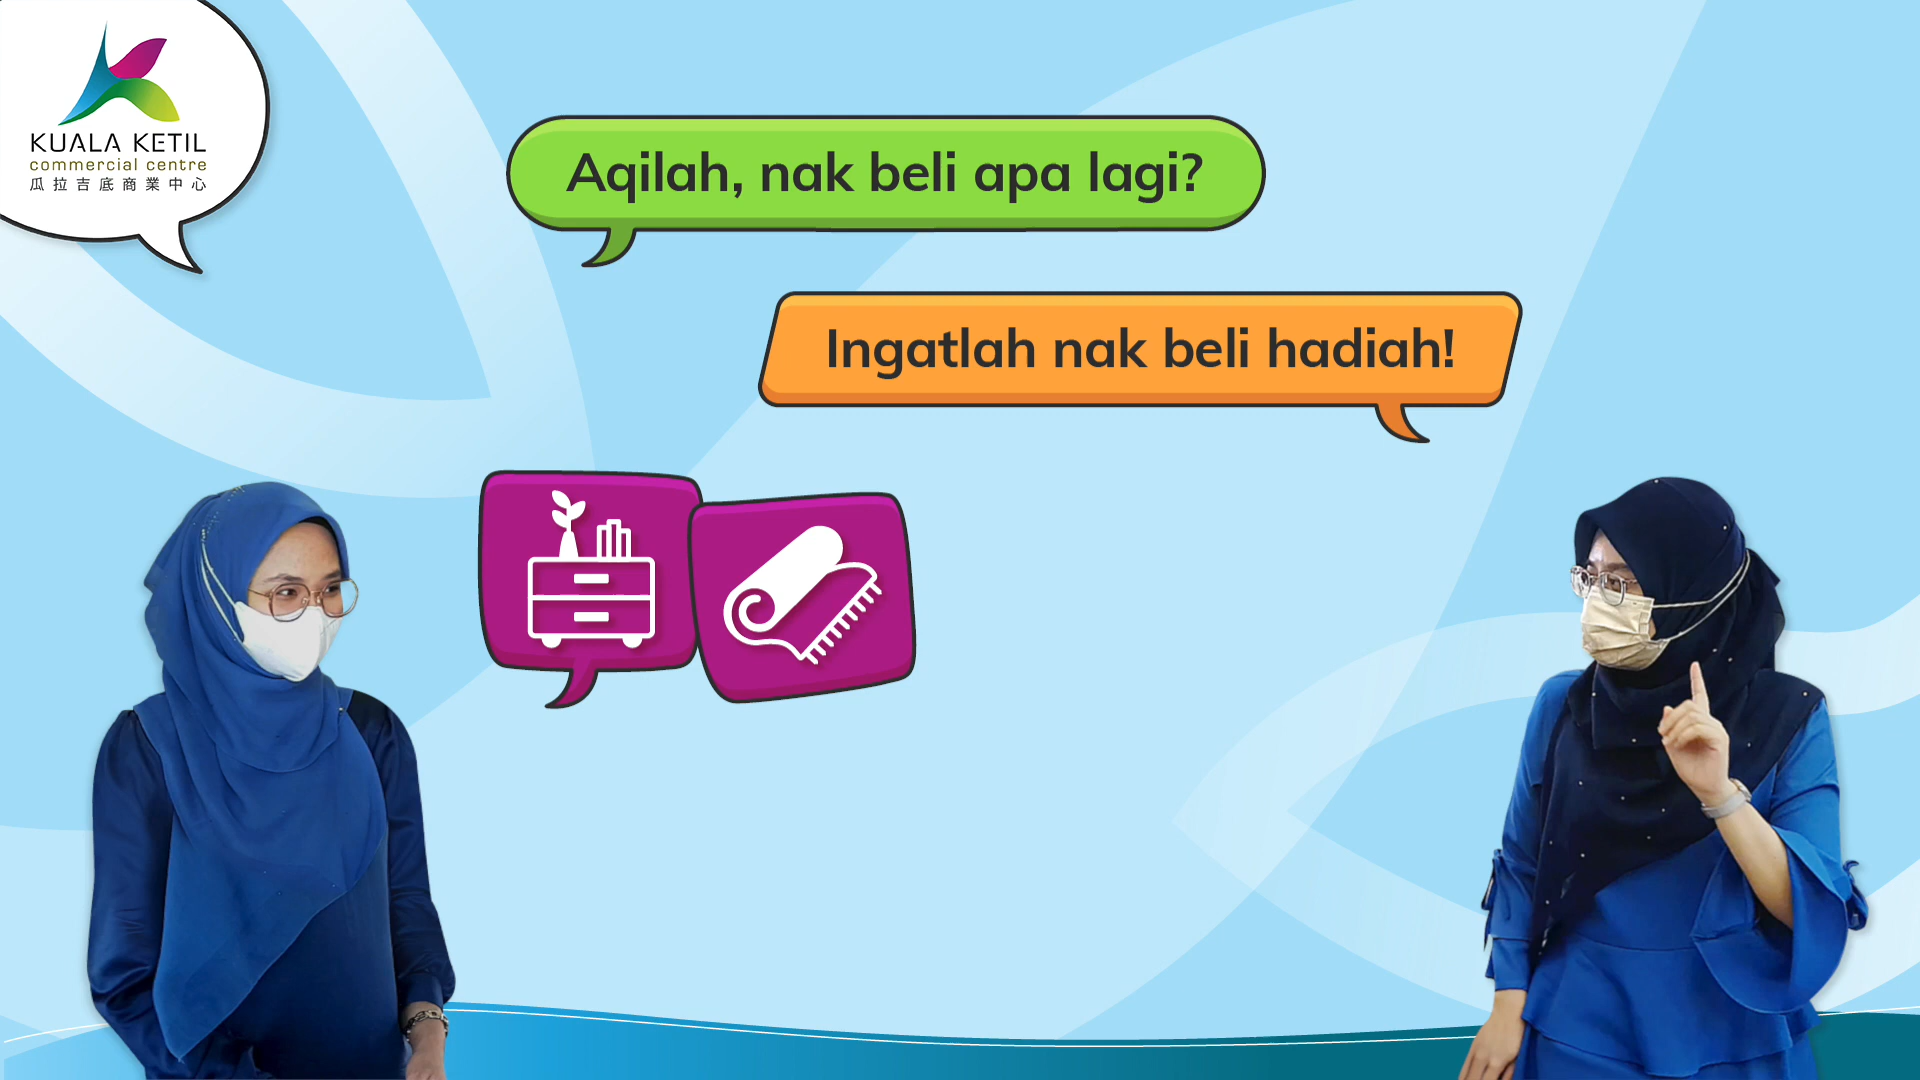 KUALA KETIL
commercial centre
瓜拉吉底商業中心
Aqilah, nak beli apa lagi?
Ingatlah nak beli hadiah!